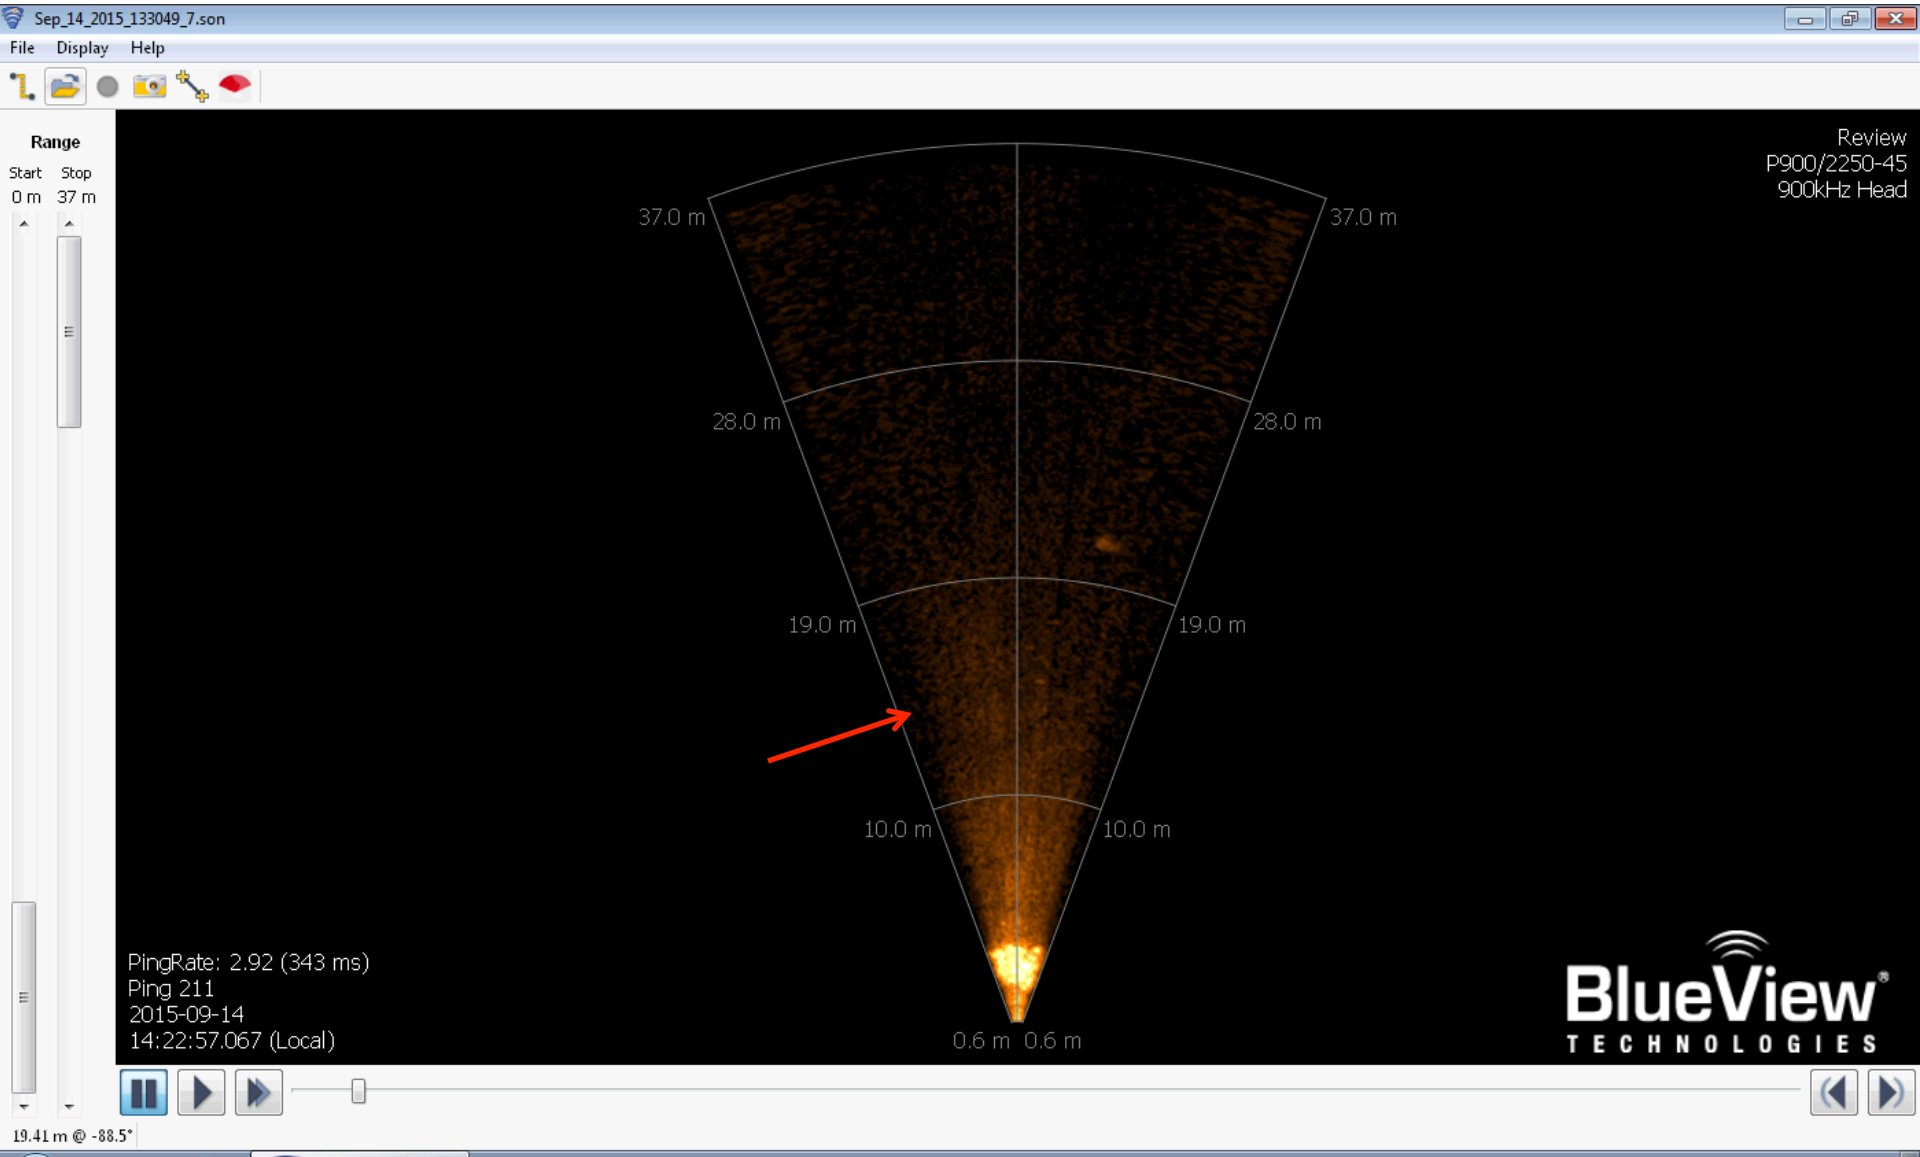 Sep_14_2015_133049_7.son
File Display Help
Range
Start Stop
0 m 37 m
Review
P900/2250-45
900kHz Head
37.0 m 37.0 m
28.0 m 28.0 m
19.0 m 19.0 m
10.0 m 10.0 m
0.6 m 0.6 m
PingRate: 2.92 (343 ms)
Ping 211
2015-09-14
14:22:57.067 (Local)
BlueView®
TECHNOLOGIES
19.41 m @ -88.5°